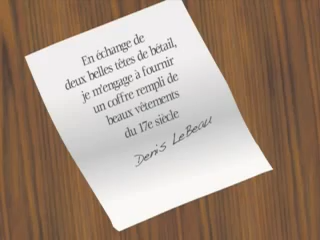 En échange de
deux belles têtes de bétail,
je m'engage à fournir
un coffre rempli de
beaux vêtements
du 17e siècle
Denis LeBeau